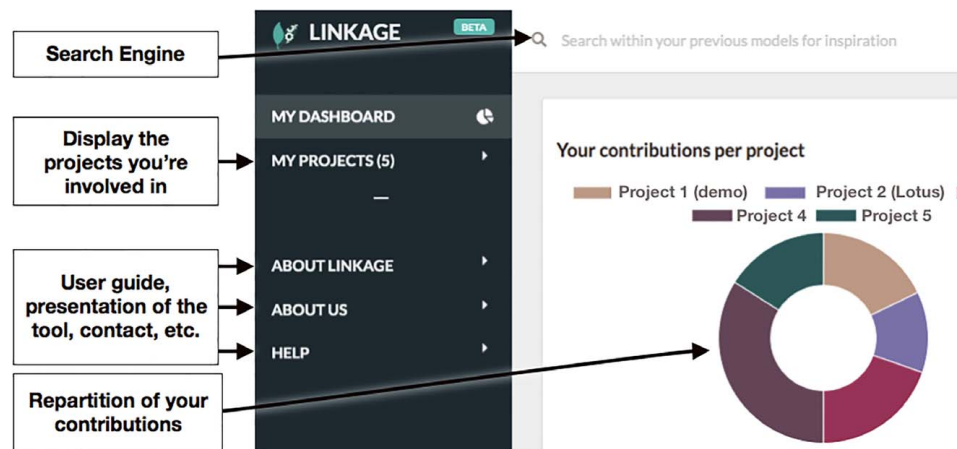 Search Engine
Display the
projects you're
involved in
User guide,
presentation of the
tool, contact, etc.
Repartition of your
contributions
LINKAGE
BETA
MY DASHBOARD
MY PROJECTS (5)
ABOUT LINKAGE
ABOUT US
HELP
Search within your previous models for inspiration
Your contributions per project
Project 1 (demo) Project 2 (Lotus)
Project 4 Project 5